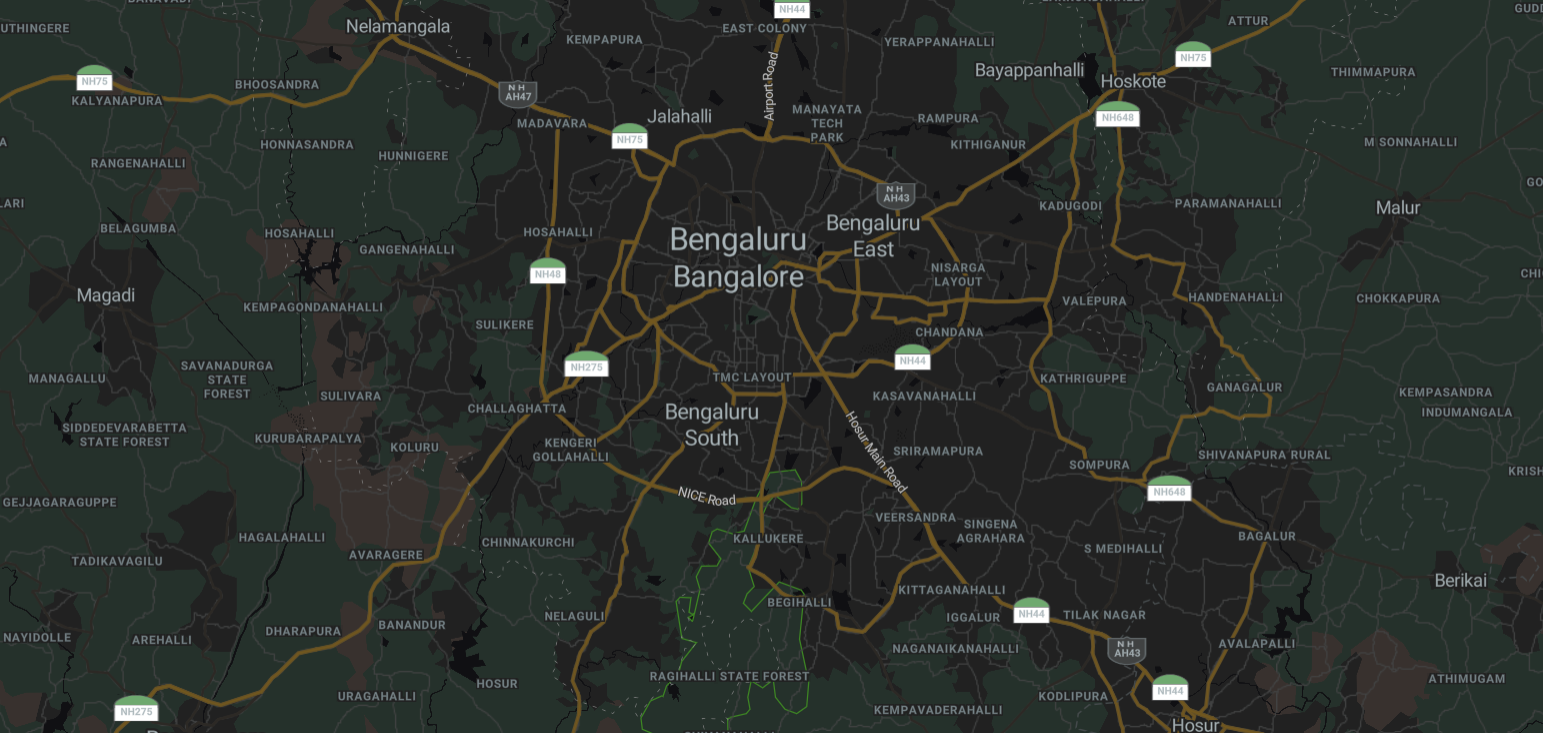 NH44
ATTUR
UTHINGERE
Nelamangala
EAST COLONY
KEMPAPURA
YERAPPANAHALLI
NH75
Bayappanhalli
THIMMAPURA
NH75
Hoskote
BHOOSANDRA
NH
AH47
Airport Road
KALYANAPURA
Jalahalli
MANAYATA
TECH
PARK
RAMPURA
NH648
MADAVARA
NH75
HONNASANDRA
KITHIGANUR
M SONNAHALLI
HUNNIGERE
RANGENAHALLI
NH
AH43
LARI
KADUGODI
PARAMANAHALLI
Malur
BELAGUMBA
HOSAHALLI
HOSAHALLI
Bengaluru
Bangalore
Bengaluru
East
GANGENAHALLI
NH48
NISARGA
LAYOUT
Magadi
KEMPAGONDANAHALLI
VALEPURA
HANDENAHALLI
CHOKKAPURA
SULIKERE
CHANDANA
NH275
NH44
SAVANADURGA
STATE
FOREST
MANAGALLU
TMC LAYOUT
KATHRIGUPPE
GANAGALUR
SULIVARA
KASAVANAHALLI
KEMPASANDRA
CHALLAGHATTA
Bengaluru
South
INDUMANGALA
SIDDEDEVARABETTA
STATE FOREST
KURUBARAPALYA
KOLURU
KENGERI
GOLLAHALLI
Hosur Main Road
SRIRAMAPURA
SHIVANAPURA RURAL
SOMPURA
KRISH
NH648
GEJJAGARAGUPPE
NICE Road
VEERSANDRA
SINGENA
AGRAHARA
HAGALAHALLI
CHINNAKURCHI
KALLUKERE
BAGALUR
S MEDIHALLI
AVARAGERE
TADIKAVAGILU
Berikai
KITTAGANAHALLI
BEGIHALLI
NH44
NELAGULI
IGGALUR
TILAK NAGAR
BANANDUR
DHARAPURA
NAYIDOLLE
AREHALLI
AVALAPALLI
NAGANAIKANAHALLI
NH
AH43
RAGIHALLI STATE FOREST
ATHIMUGAM
HOSUR
NH44
URAGAHALLI
KODLIPURA
NH275
KEMPAVADERAHALLI
Hosur